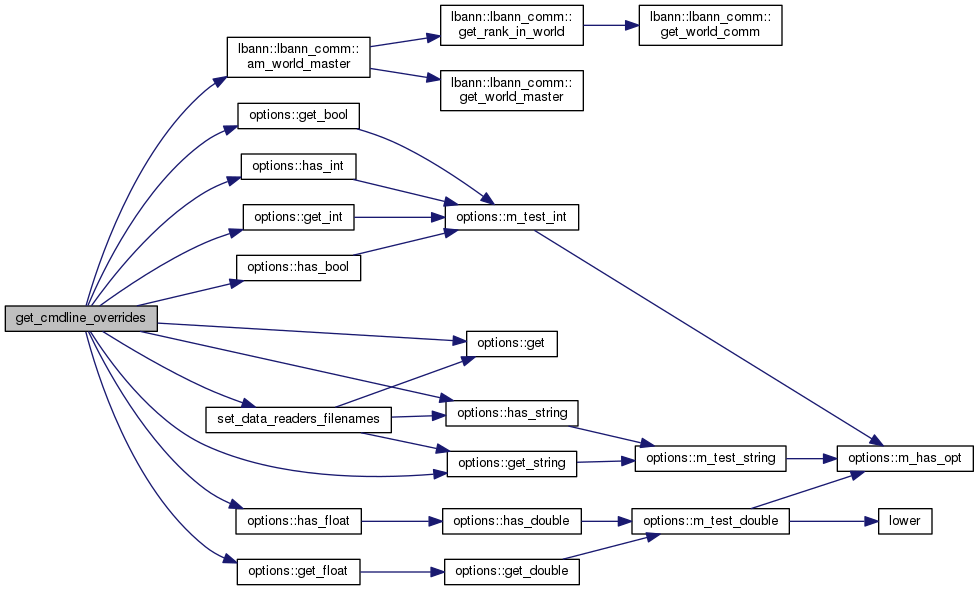 lbann::lbann_comm::
get_rank_in_world
lbann::lbann_comm::
get_world_comm
lbann::lbann_comm::
am_world_master
lbann::lbann_comm::
get_world_master
options::get_bool
options::has_int
options::get_int
options::m_test_int
options::has_bool
get_cmdline_overrides
options::get
set_data_readers_filenames
options::has_string
options::get_string
options::m_test_string
options::m_has_opt
options::has_float
options::has_double
options::m_test_double
lower
options::get_float
options::get_double